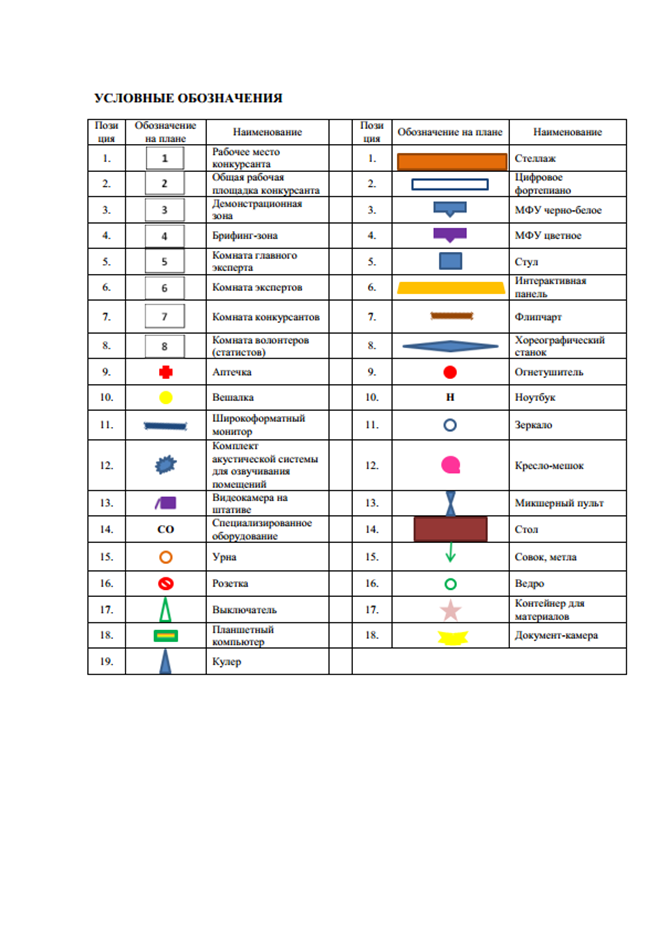 УСЛОВНЫЕ ОБОЗНАЧЕНИЯ
Пози
ция
Обозначение
на плане
Наименование
Пози
ция
Обозначение на плане
Наименование
1.
1
Рабочее место
конкурсанта
1.
Стеллаж
2.
2
Общая рабочая
площадка конкурсанта
2.
Цифровое
фортепиано
3.
3
Демонстрационная
зона
3.
МФУ черно-белое
4.
4
Брифинг-зона
4.
МФУ цветное
5.
5
Комната главного
эксперта
5.
Стул
6.
6
Комната экспертов
6.
Интерактивная
панель
7.
7
Комната конкурсантов
7.
Флипчарт
8.
8
Комната волонтеров
(статистов)
8.
Хореографический
станок
9.
Аптечка
9.
Огнетушитель
10.
Вешалка
10.
Н
Ноутбук
11.
Широкоформатный
монитор
11.
Зеркало
12.
Комплект
акустической системы
для озвучивания
помещений
12.
Кресло-мешок
13.
Видеокамера на
штативе
13.
Микшерный пульт
14.
СО
Специализированное
оборудование
14.
Стол
15.
Урна
15.
Совок, метла
16.
Розетка
16.
Ведро
17.
Выключатель
17.
Контейнер для
материалов
18.
Планшетный
компьютер
18.
Документ-камера
19.
Кулер